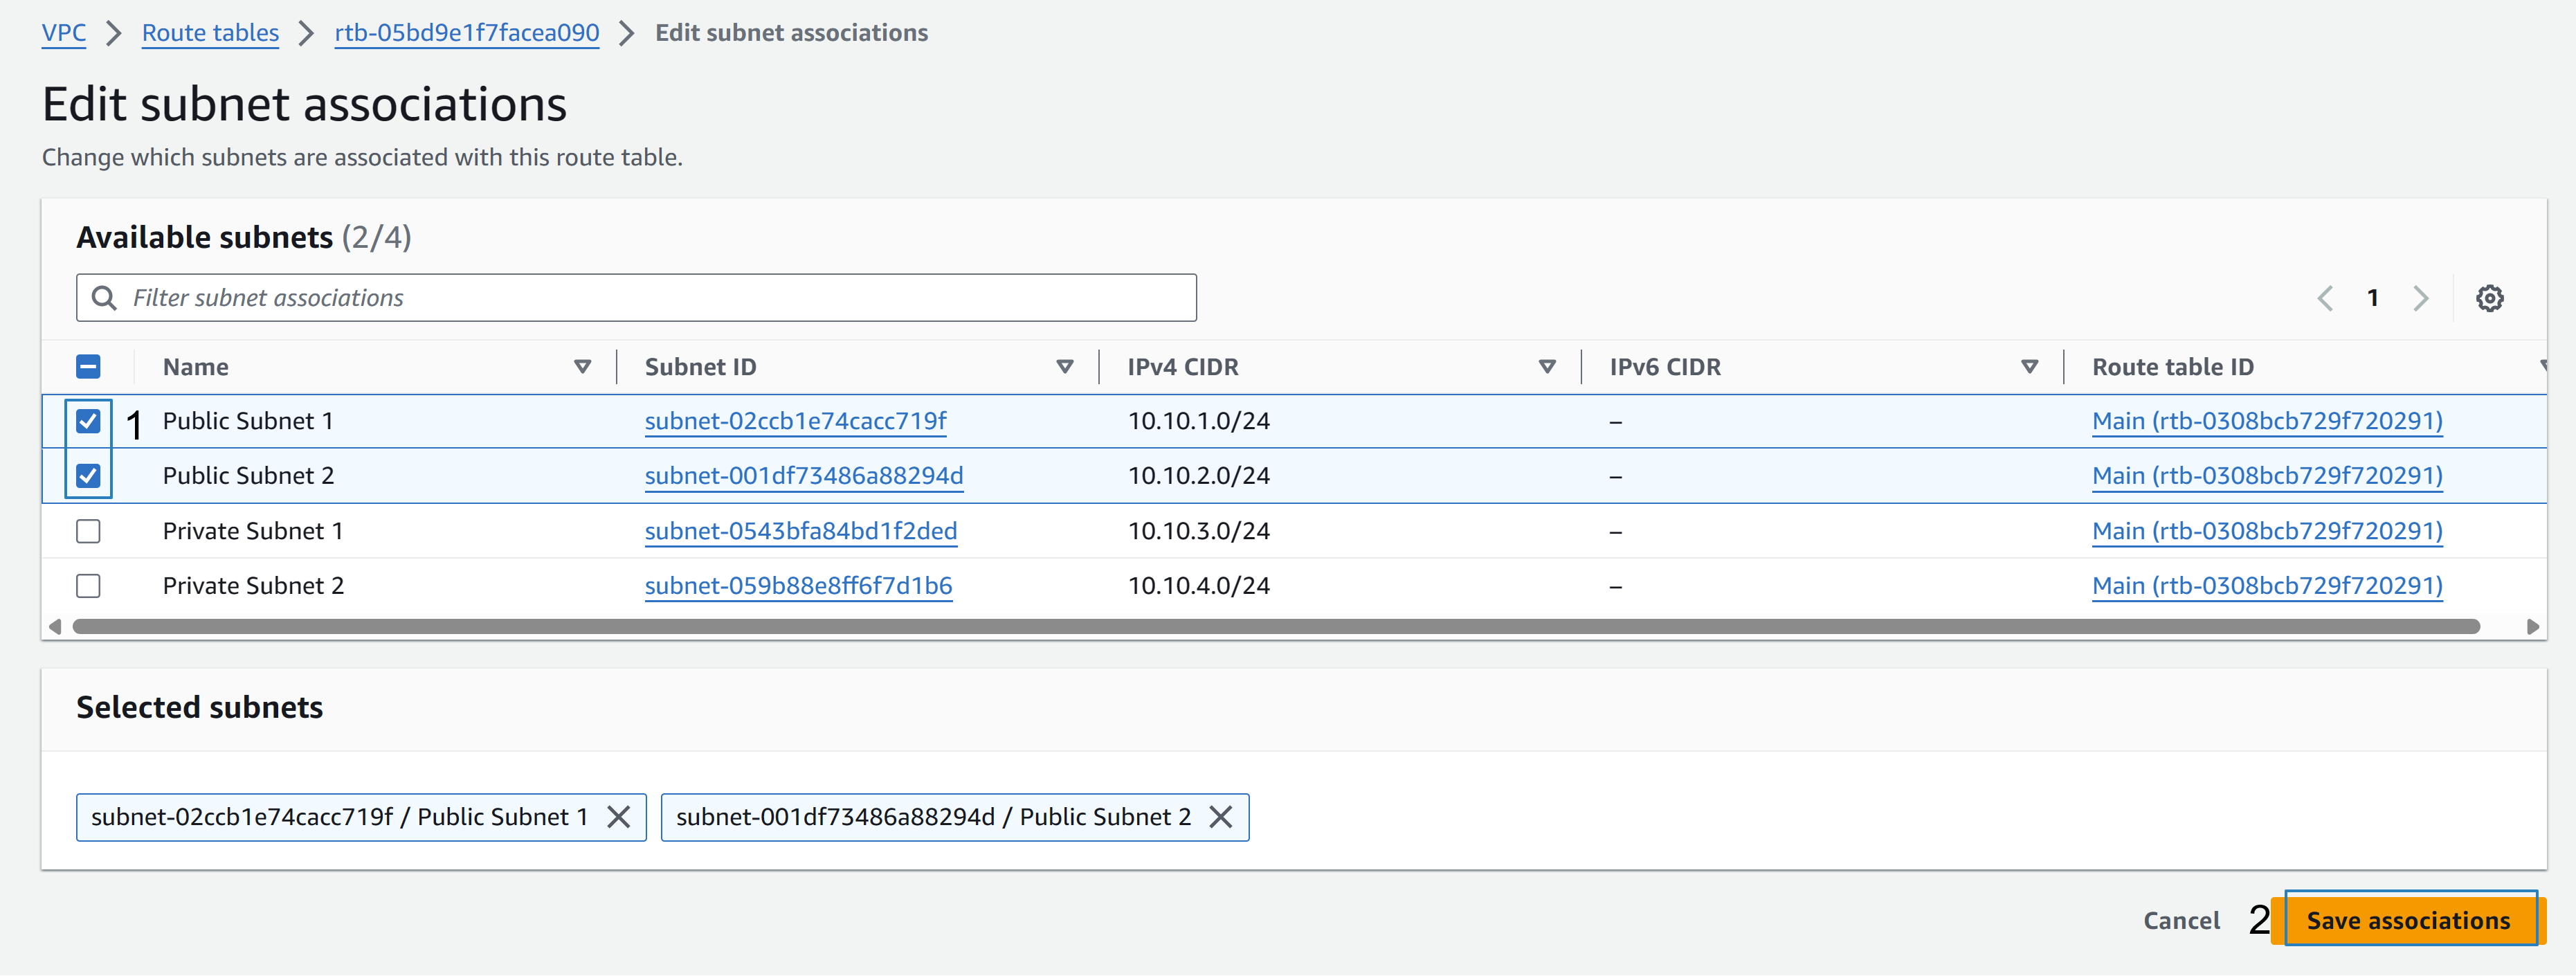 VPC > Route tables > rtb-05bd9e1f7facea090 > Edit subnet associations
Edit subnet associations
Change which subnets are associated with this route table.
Available subnets (2/4)
Filter subnet associations
1
Name Subnet ID IPv4 CIDR IPv6 CIDR Route table ID
1 Public Subnet 1 subnet-02ccb1e74cacc719f 10.10.1.0/24 – Main (rtb-0308bcb729f720291)
Public Subnet 2 subnet-001df73486a88294d 10.10.2.0/24 – Main (rtb-0308bcb729f720291)
Private Subnet 1 subnet-0543bfa84bd1f2ded 10.10.3.0/24 – Main (rtb-0308bcb729f720291)
Private Subnet 2 subnet-059b88e8ff6f7d1b6 10.10.4.0/24 – Main (rtb-0308bcb729f720291)
Selected subnets
subnet-02ccb1e74cacc719f / Public Subnet 1 subnet-001df73486a88294d / Public Subnet 2
Cancel 2 Save associations